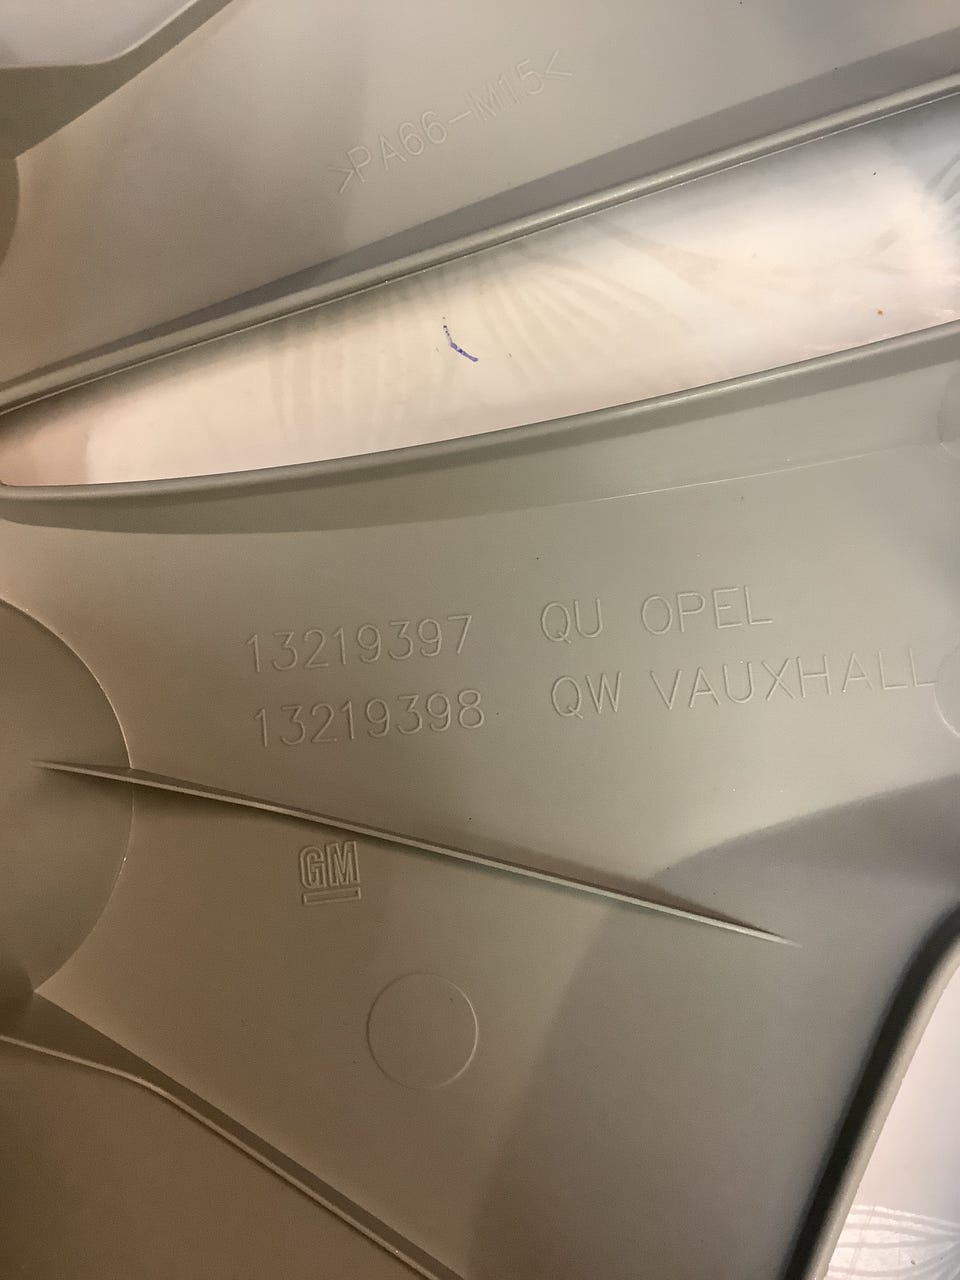 >PA66-M15<
13219397 QU OPEL
13219398 QW VAUXHALL
GM